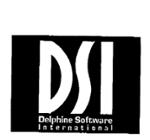 DSI
Delphine Software
International